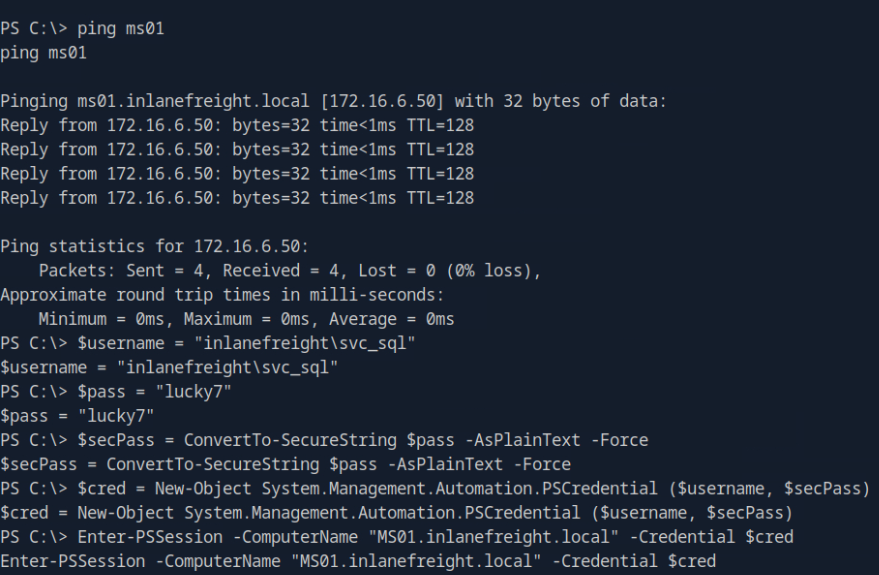 PS C:\> ping ms01
ping ms01
Pinging ms01.inlanefreight.local [172.16.6.50] with 32 bytes of data:
Reply from 172.16.6.50: bytes=32 time<1ms TTL=128
Reply from 172.16.6.50: bytes=32 time<1ms TTL=128
Reply from 172.16.6.50: bytes=32 time<1ms TTL=128
Reply from 172.16.6.50: bytes=32 time<1ms TTL=128
Ping statistics for 172.16.6.50:
    Packets: Sent = 4, Received = 4, Lost = 0 (0% loss),
Approximate round trip times in milli-seconds:
    Minimum = 0ms, Maximum = 0ms, Average = 0ms
PS C:\> $username = "inlanefreight\svc_sql"
$username = "inlanefreight\svc_sql"
PS C:\> $pass = "lucky7"
$pass = "lucky7"
PS C:\> $secPass = ConvertTo-SecureString $pass -AsPlainText -Force
$secPass = ConvertTo-SecureString $pass -AsPlainText -Force
PS C:\> $cred = New-Object System.Management.Automation.PSCredential ($username, $secPass)
$cred = New-Object System.Management.Automation.PSCredential ($username, $secPass)
PS C:\> Enter-PSSession -ComputerName "MS01.inlanefreight.local" -Credential $cred
Enter-PSSession -ComputerName "MS01.inlanefreight.local" -Credential $cred